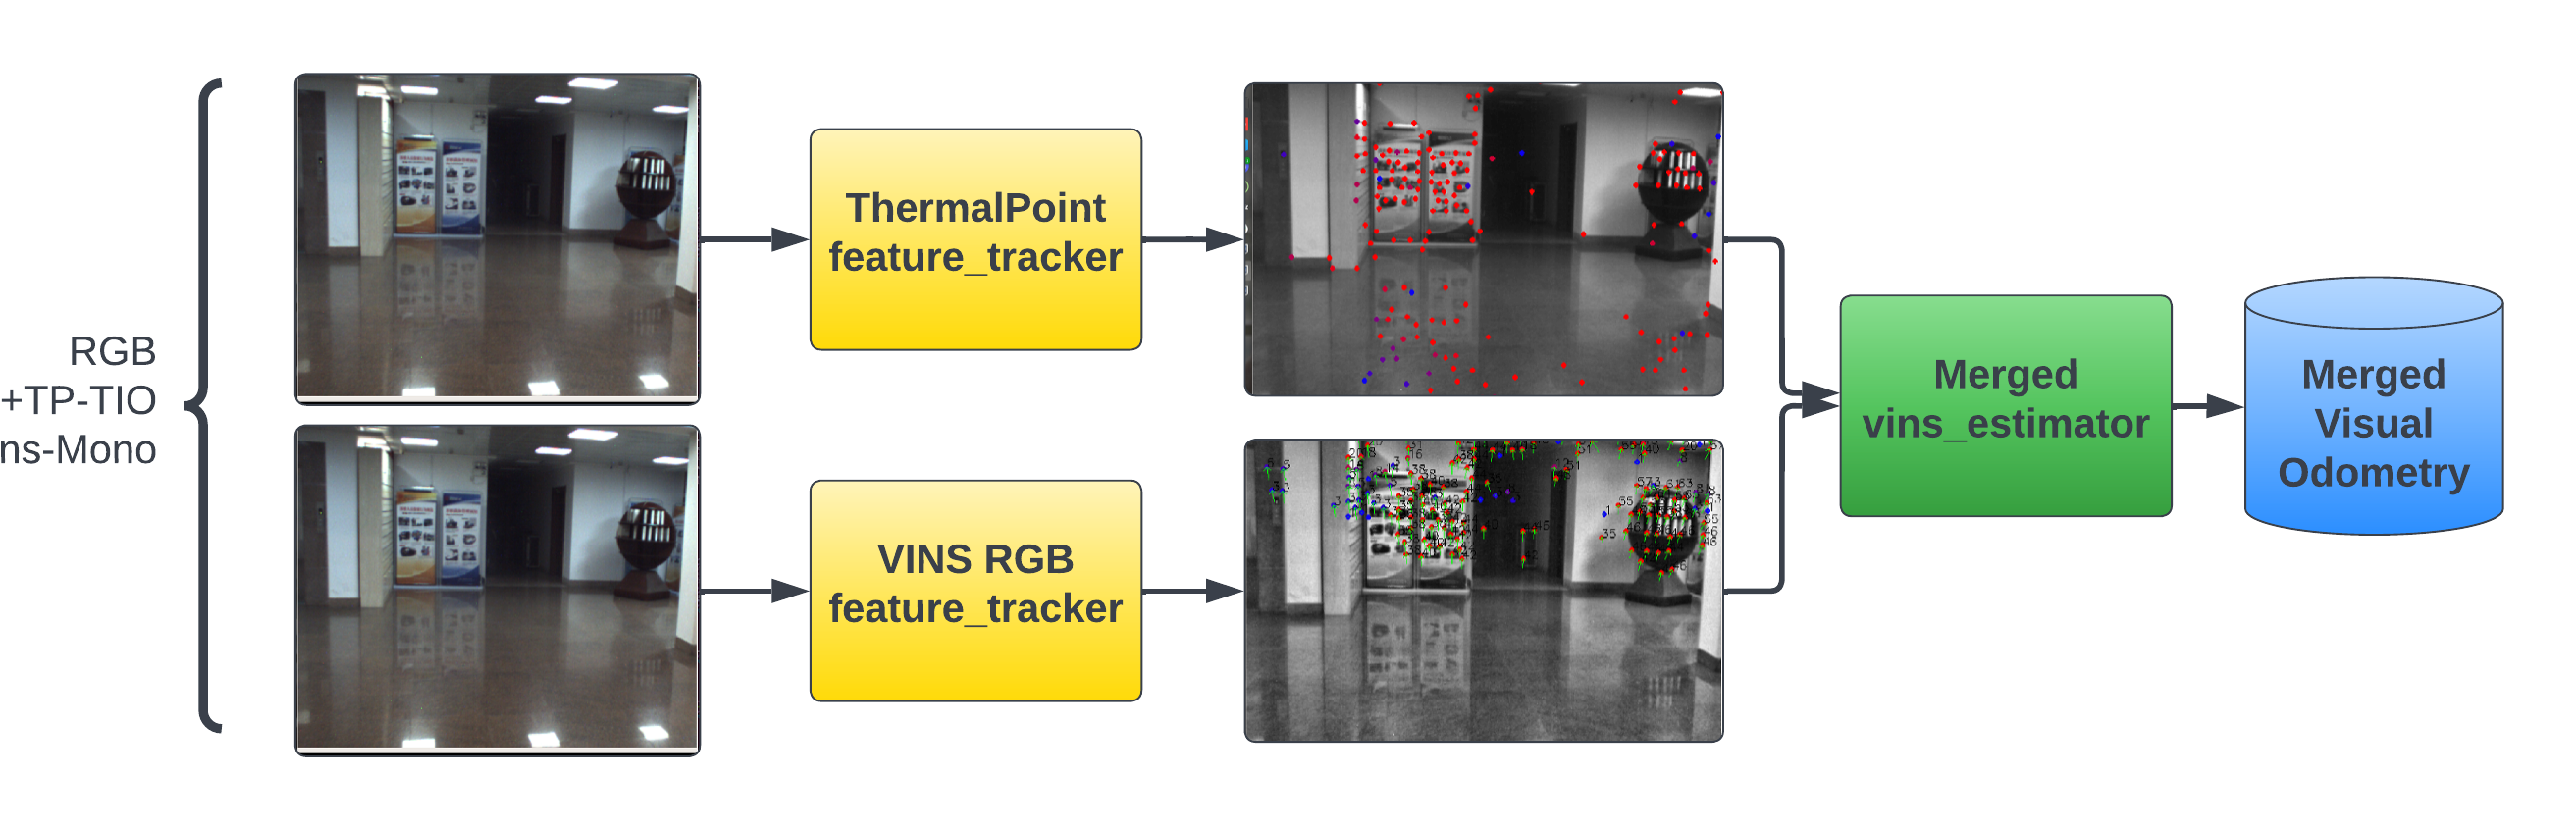 RGB
+TP-TIO
ns-Mono
ThermalPoint
feature_tracker
VINS RGB
feature_tracker
Merged
vins_estimator
Merged
Visual
Odometry